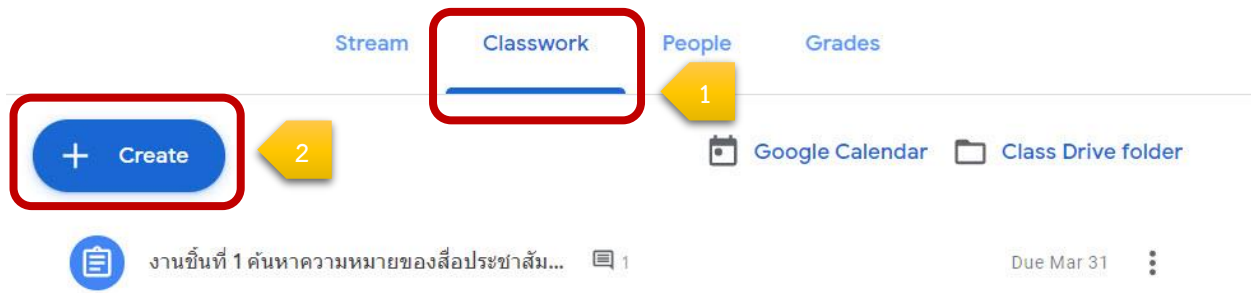 Stream Classwork People Grades
1
+ Create 2 Google Calendar Class Drive folder
งานชิ้นที่ 1 ค้นหาความหมายของสื่อประชาสัม... 1 Due Mar 31